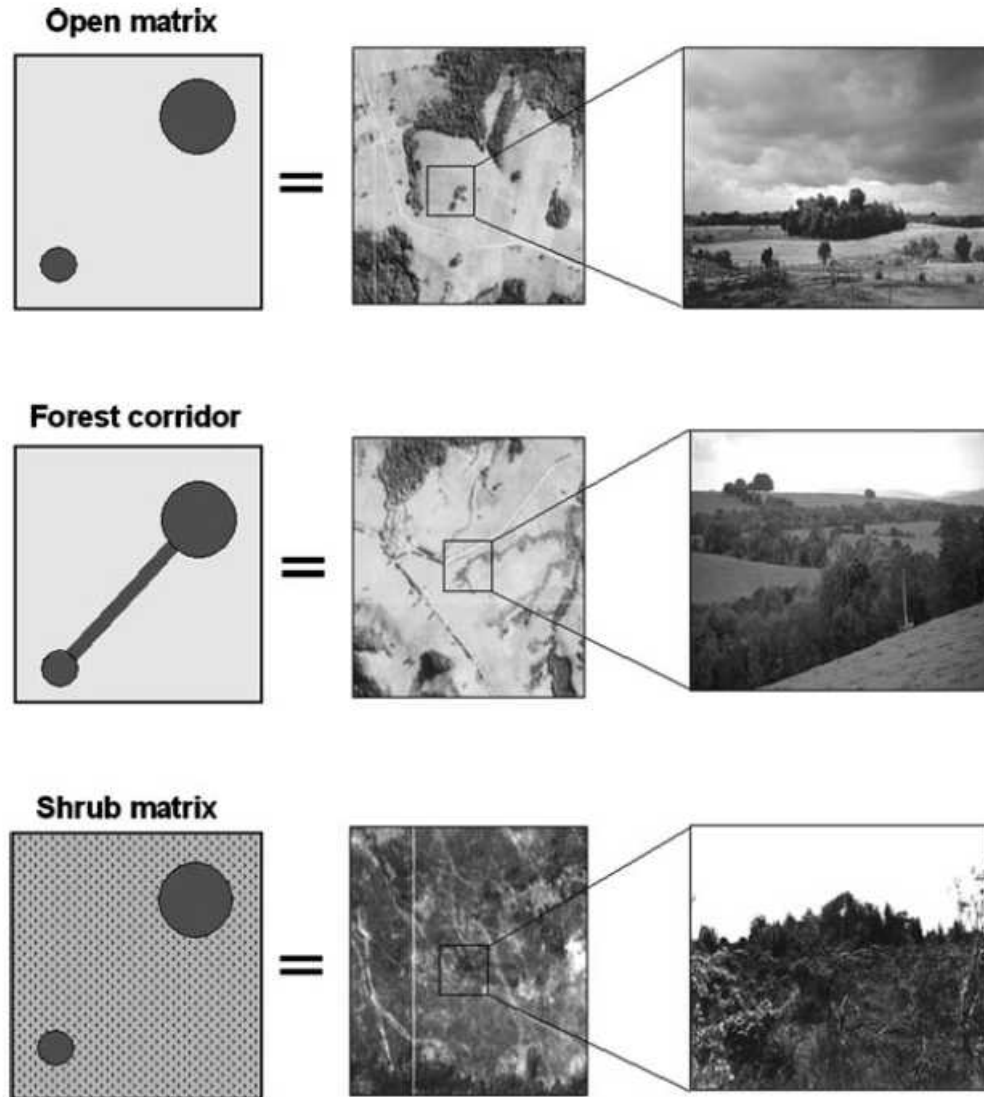 Open matrix
=
Forest corridor
=
Shrub matrix
=